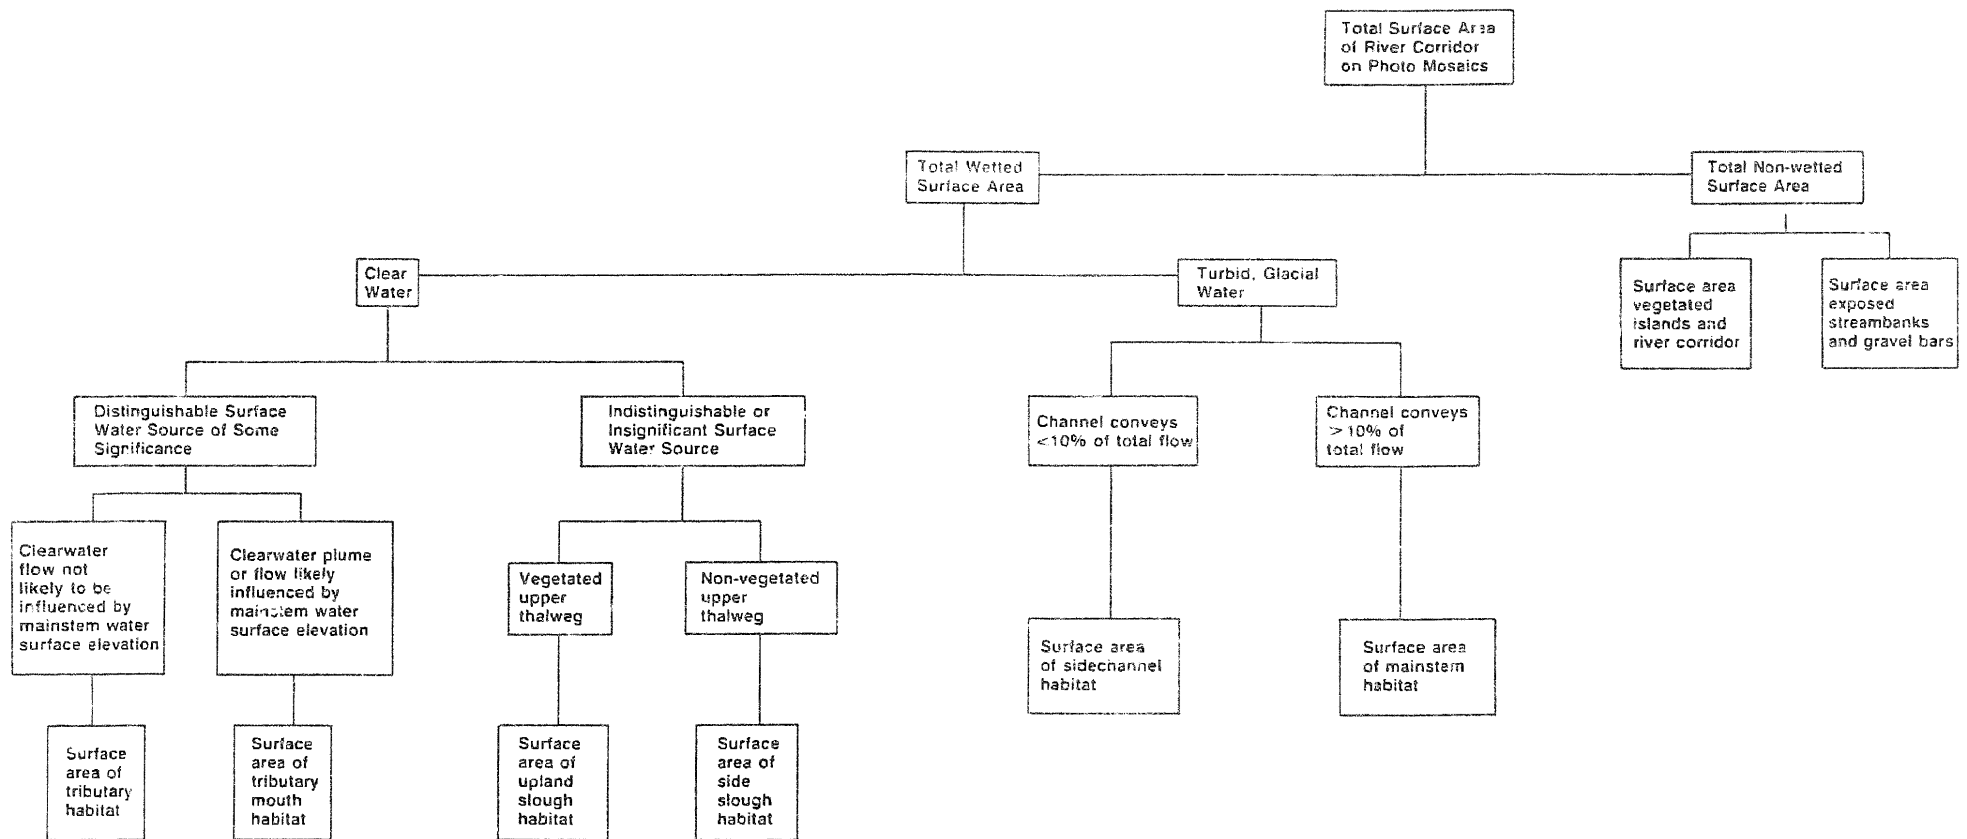 Total Surface Area
of River Corridor
on Photo Mosaics
Total Wetted
Surface Area
Total Non-wetted
Surface Area
Clear
Water
Turbid, Glacial
Water
Surface area
vegetated
islands and
river corridor
Surface area
exposed
streambanks
and gravel bars
Distinguishable Surface
Water Source of Some
Significance
Indistinguishable or
Insignificant Surface
Water Source
Channel conveys
<10% of total flow
Channel conveys
>10% of
total flow
Clearwater
flow not
likely to be
influenced by
mainstem water
surface elevation
Clearwater plume
or flow likely
influenced by
mainstem water
surface elevation
Vegetated
upper
thalweg
Non-vegetated
upper
thalweg
Surface area
of sidechannel
habitat
Surface area
of mainstem
habitat
Surface
area of
tributary
habitat
Surface
area of
tributary
mouth
habitat
Surface
area of
upland
slough
habitat
Surface
area of
side
slough
habitat